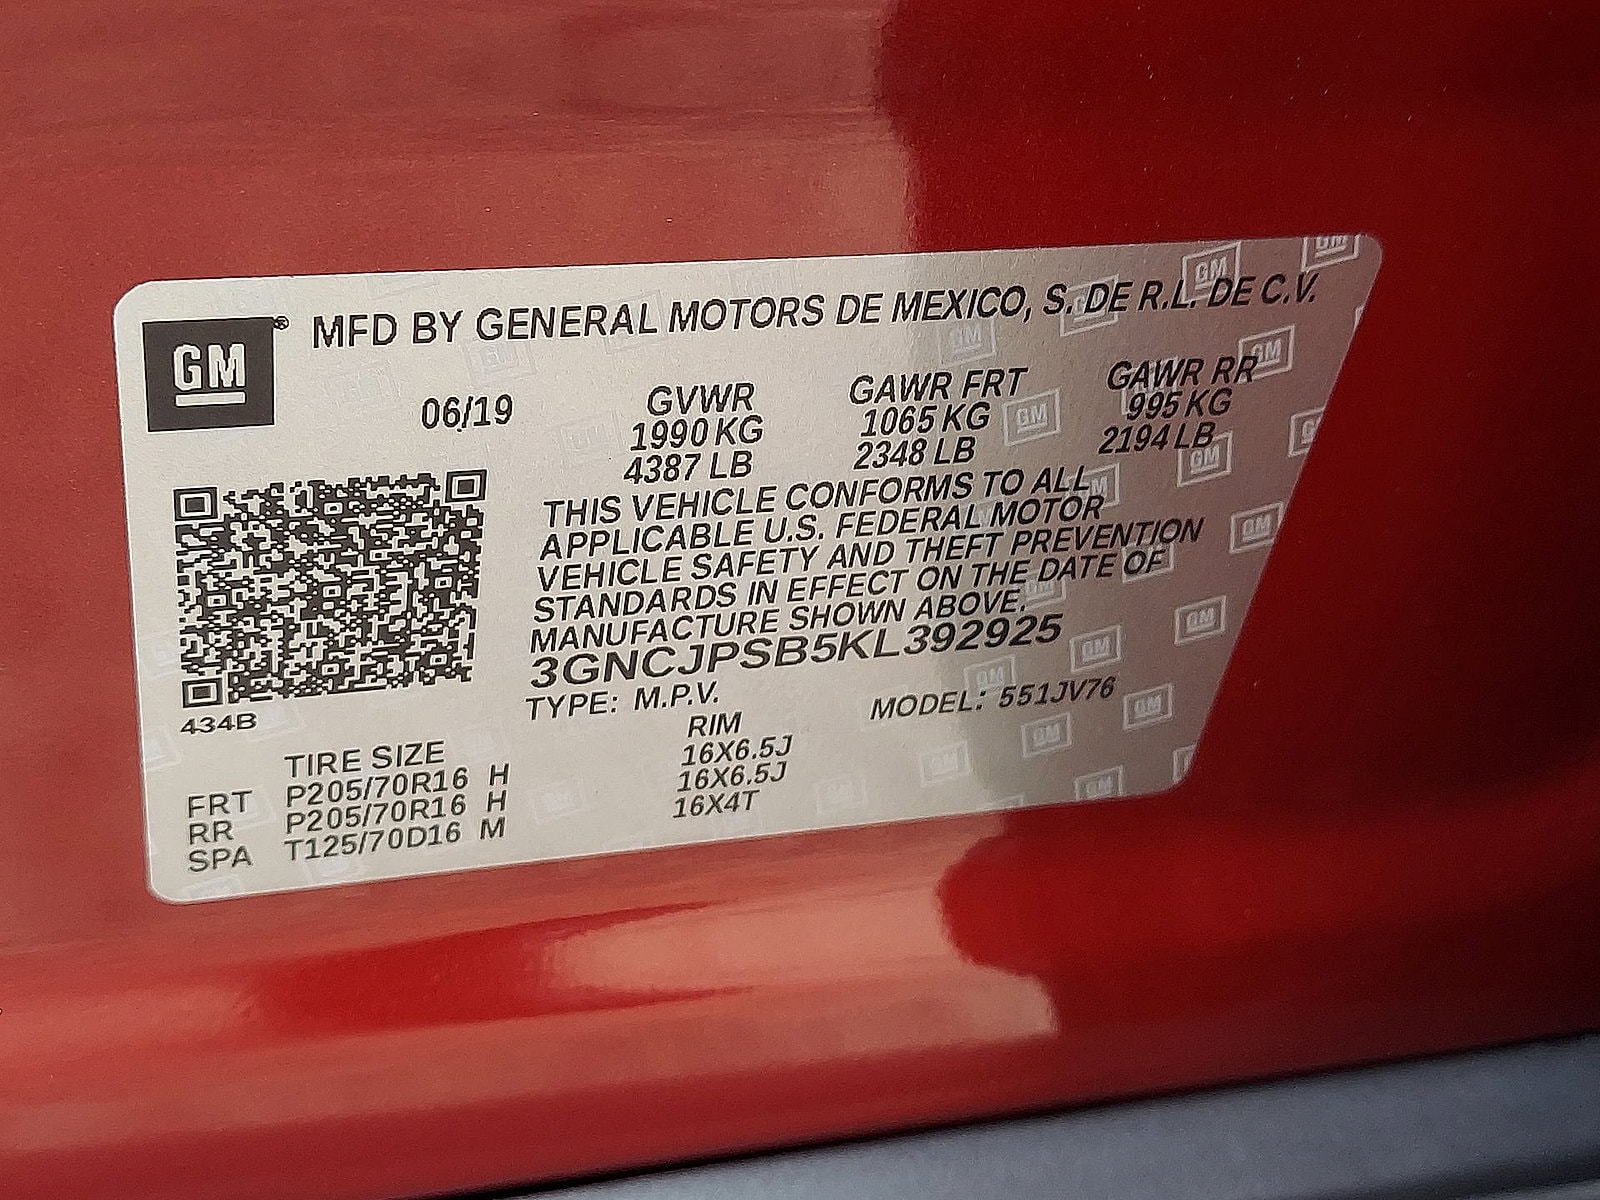 GM®
MFD BY GENERAL MOTORS DE MEXICO, S. DE R.L. DE C.V.
06/19 GVWR GAWR FRT GAWR RR
1990 KG 1065 KG 995 KG
4387 LB 2348 LB 2194 LB
THIS VEHICLE CONFORMS TO ALL
APPLICABLE U.S. FEDERAL MOTOR
VEHICLE SAFETY AND THEFT PREVENTION
STANDARDS IN EFFECT ON THE DATE OF
MANUFACTURE SHOWN ABOVE.
3GNCJPSB5KL392925
434B
TYPE: M.P.V. MODEL: 551JV76
TIRE SIZE RIM
FRT P205/70R16 H 16X6.5J
RR P205/70R16 H 16X6.5J
SPA T125/70D16 M 16X4T